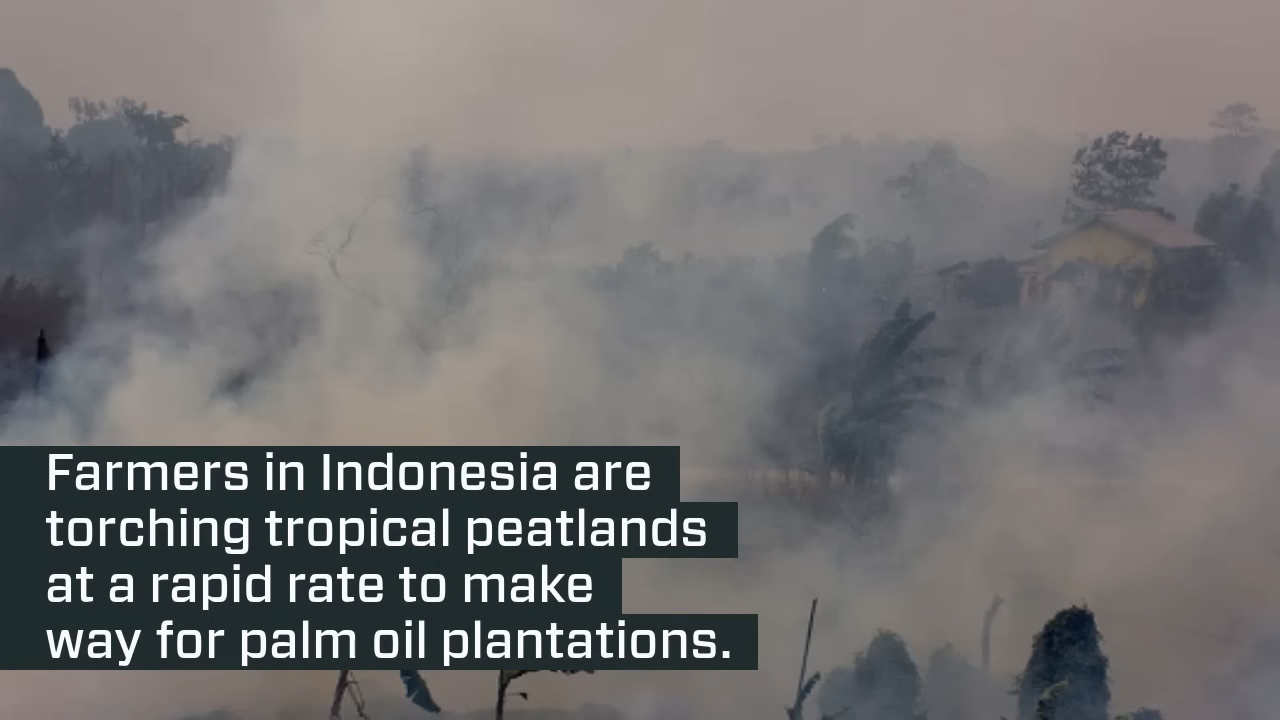 Farmers in Indonesia are
torching tropical peatlands
at a rapid rate to make
way for palm oil plantations.